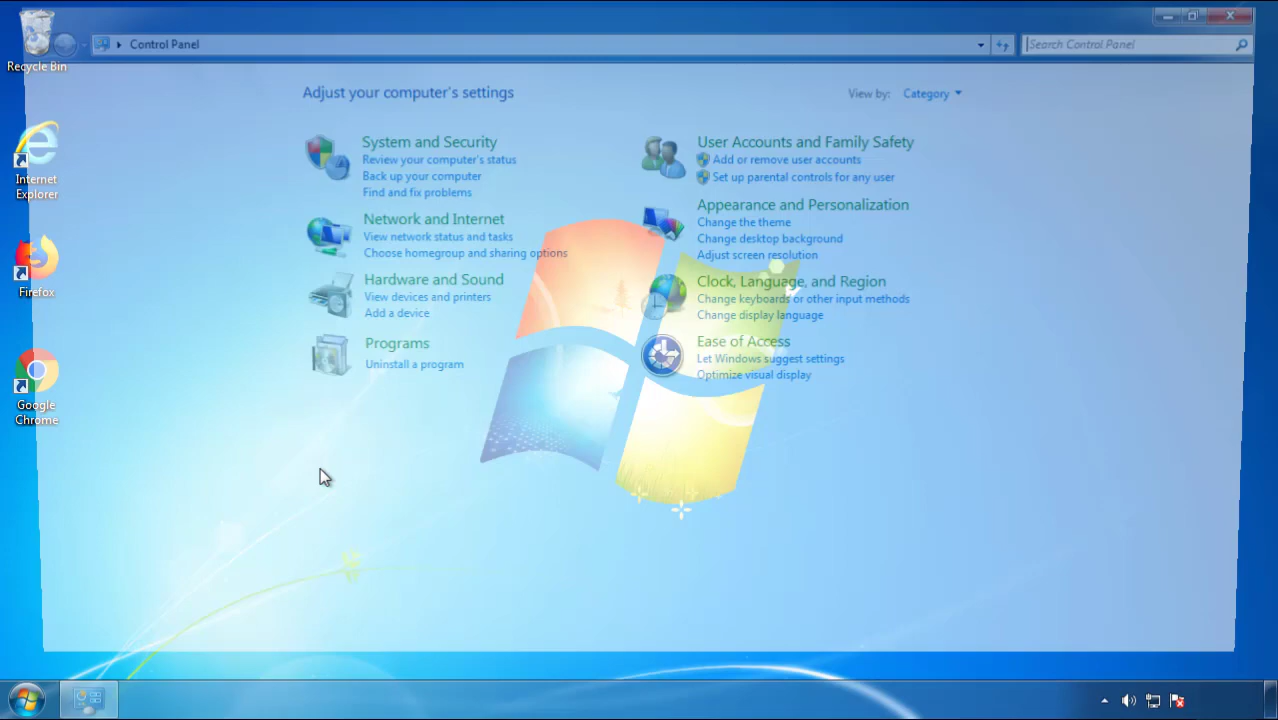 Recycle Bin
Internet
Explorer
Firefox
Google
Chrome
Control Panel
Search Control Panel
Adjust your computer's settings
View by: Category
System and Security
Review your computer's status
Back up your computer
Find and fix problems
Network and Internet
View network status and tasks
Choose homegroup and sharing options
Hardware and Sound
View devices and printers
Add a device
Programs
Uninstall a program
User Accounts and Family Safety
Add or remove user accounts
Set up parental controls for any user
Appearance and Personalization
Change the theme
Change desktop background
Adjust screen resolution
Clock, Language, and Region
Change keyboards or other input methods
Change display language
Ease of Access
Let Windows suggest settings
Optimize visual display